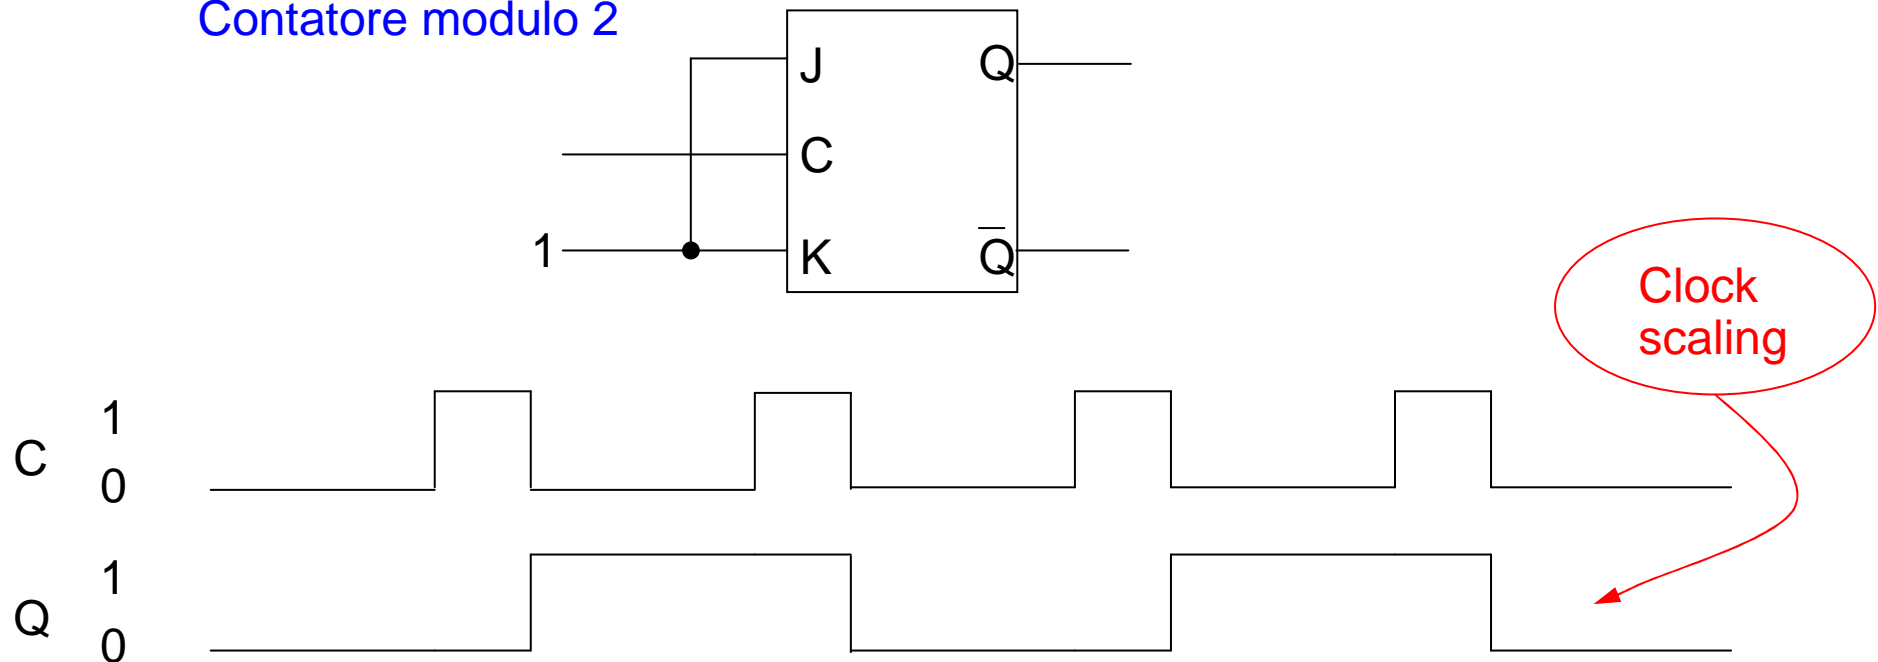 Contatore modulo 2
J Q
C
1 K Q̅
Clock
scaling
1
C
0
1
Q
0